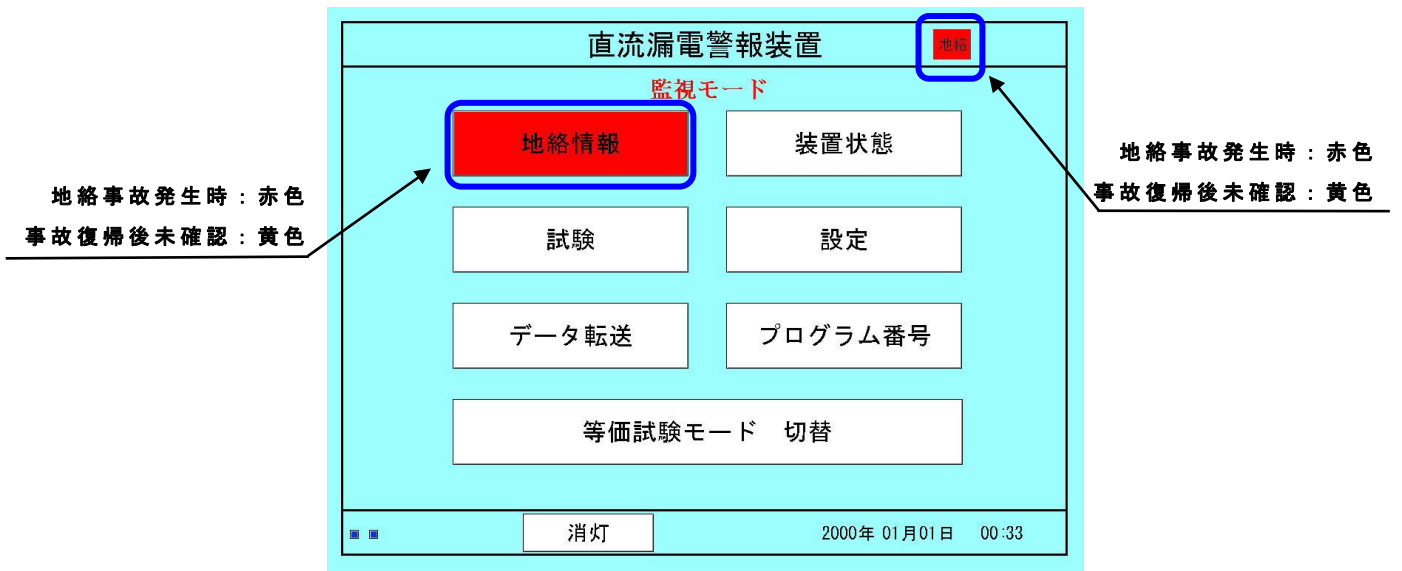 直流漏電警報装置
地絡
監視モード
地絡情報
装置状態
地絡事故発生時：赤色
事故復帰後未確認：黄色
地絡事故発生時：赤色
事故復帰後未確認：黄色
試験
設定
データ転送
プログラム番号
等価試験モード　切替
消灯
2000年 01月01日 00:33